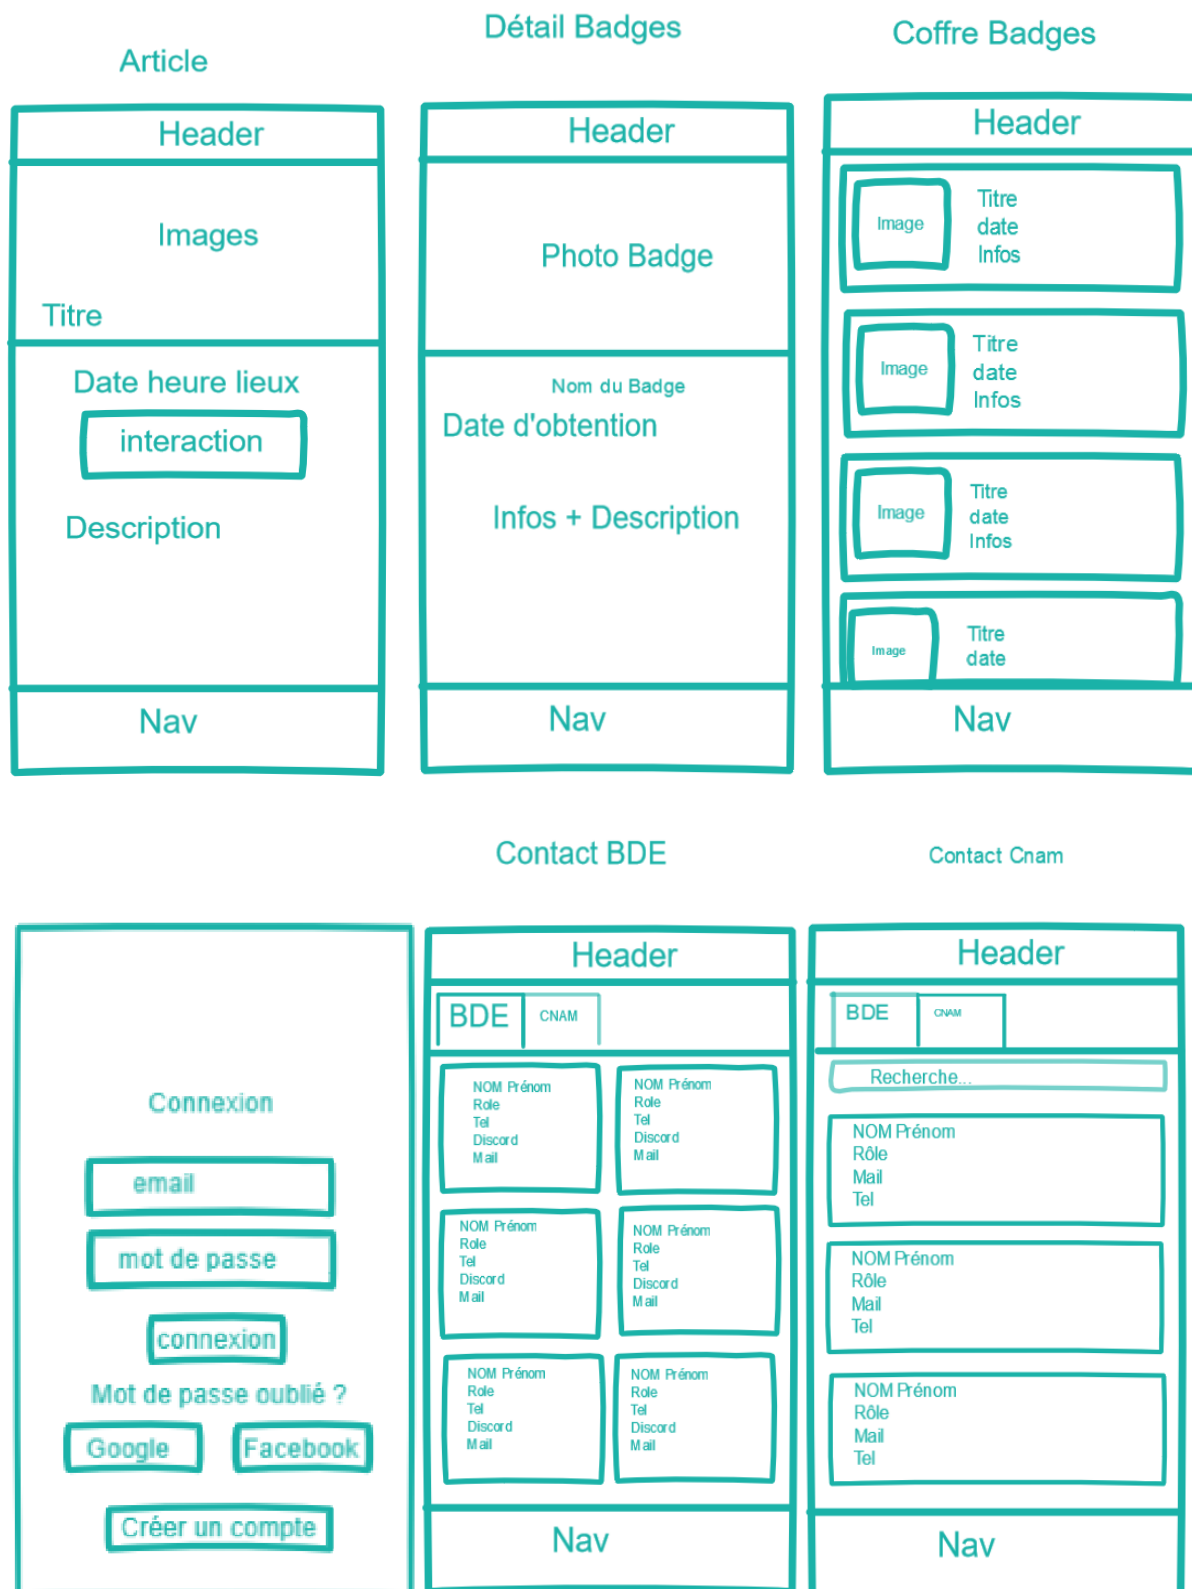 Article
Header
Images
Titre
Date heure lieux
interaction
Description
Nav
Détail Badges
Header
Photo Badge
Nom du Badge
Date d'obtention
Infos + Description
Nav
Coffre Badges
Header
Image
Titre
date
Infos
Image
Titre
date
Infos
Image
Titre
date
Infos
Image
Titre
date
Nav
Connexion
email
mot de passe
connexion
Mot de passe oublié ?
Google
Facebook
Créer un compte
Contact BDE
Header
BDE
CNAM
NOM Prénom
Role
Tel
Discord
Mail
NOM Prénom
Role
Tel
Discord
Mail
NOM Prénom
Role
Tel
Discord
Mail
NOM Prénom
Role
Tel
Discord
Mail
NOM Prénom
Role
Tel
Discord
Mail
NOM Prénom
Role
Tel
Discord
Mail
Nav
Contact Cnam
Header
BDE
CNAM
Recherche...
NOM Prénom
Rôle
Mail
Tel
NOM Prénom
Rôle
Mail
Tel
NOM Prénom
Rôle
Mail
Tel
Nav